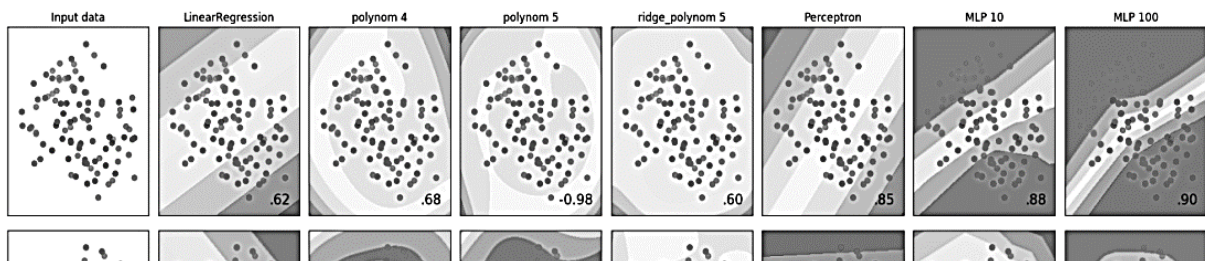 Input data LinearRegression polynom 4 polynom 5 ridge_polynom 5 Perceptron MLP 10 MLP 100
.62 .68 -0.98 .60 .85 .88 .90